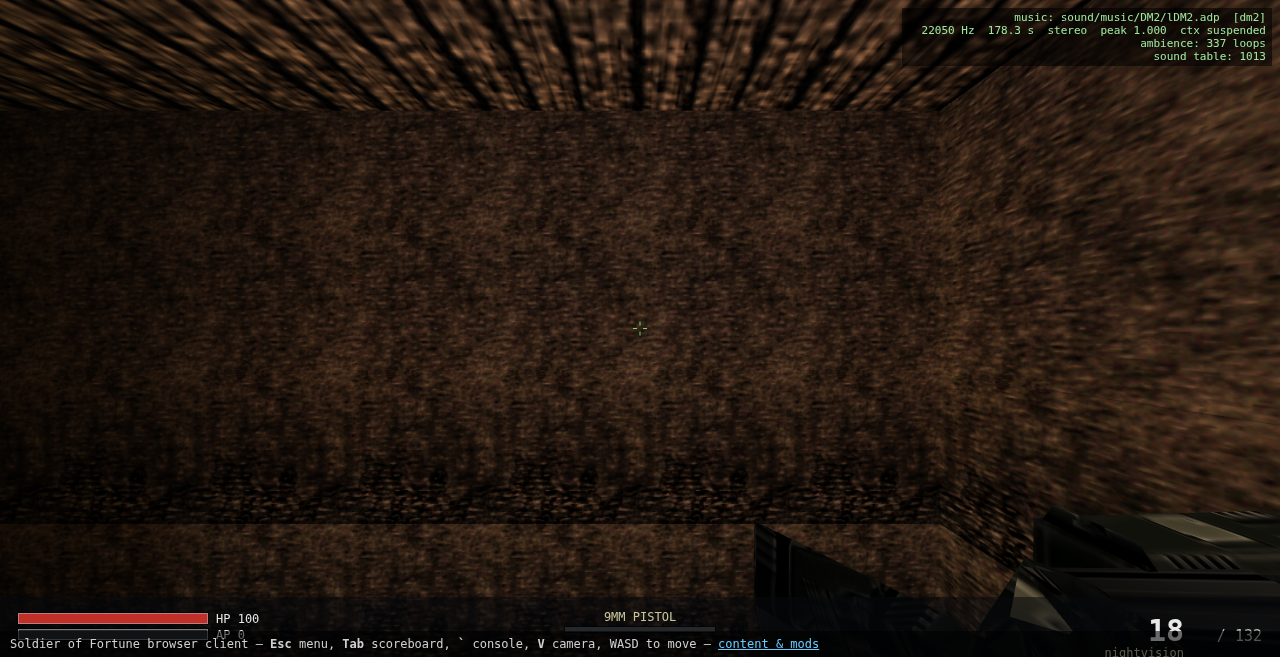 music: sound/music/DM2/lDM2.adp [dm2]
22050 Hz 178.3 s stereo peak 1.000 ctx suspended
ambience: 337 loops
sound table: 1013
HP 100
AP 0
9MM PISTOL
18 / 132
nightvision
Soldier of Fortune browser client — Esc menu, Tab scoreboard, ` console, V camera, WASD to move — content & mods